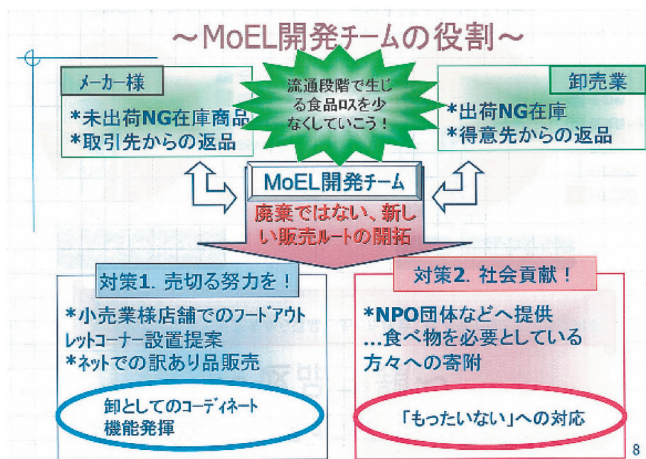 ～MoEL開発チームの役割～
メーカー様
*未出荷NG在庫商品
*取引先からの返品
流通段階で生じ
る食品ロスを少
なくしていこう！
卸売業
*出荷NG在庫
*得意先からの返品
MoEL開発チーム
廃棄ではない、新し
い販売ルートの開拓
対策1．売切る努力を！
*小売業様店舗でのフードアウト
レットコーナー設置提案
*ネットでの訳あり品販売
卸としてのコーディネート
機能発揮
対策2．社会貢献！
*NPO団体などへ提供
…食べ物を必要としている
方々への寄附
「もったいない」への対応
8